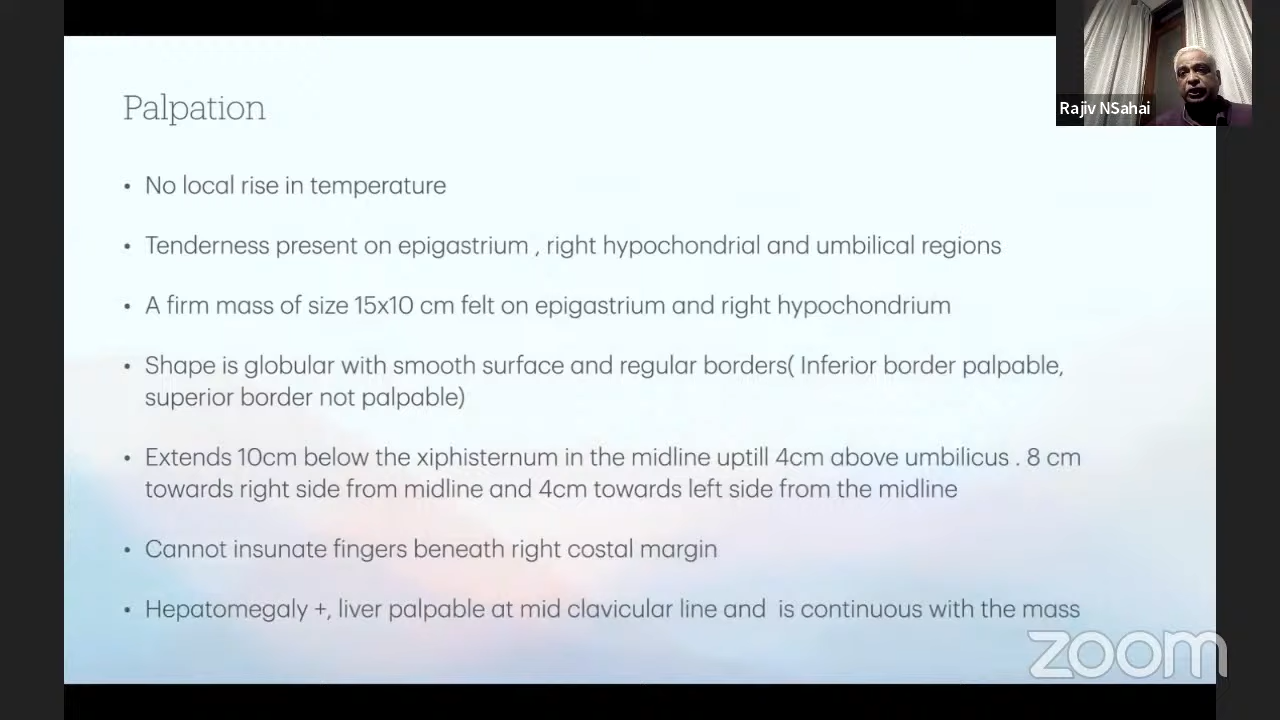 Palpation
Rajiv NSahai
• No local rise in temperature
• Tenderness present on epigastrium , right hypochondrial and umbilical regions
• A firm mass of size 15x10 cm felt on epigastrium and right hypochondrium
• Shape is globular with smooth surface and regular borders( Inferior border palpable,
superior border not palpable)
• Extends 10cm below the xiphisternum in the midline uptill 4cm above umbilicus . 8 cm
towards right side from midline and 4cm towards left side from the midline
• Cannot insunate fingers beneath right costal margin
• Hepatomegaly +, liver palpable at mid clavicular line and is continuous with the mass
zoom